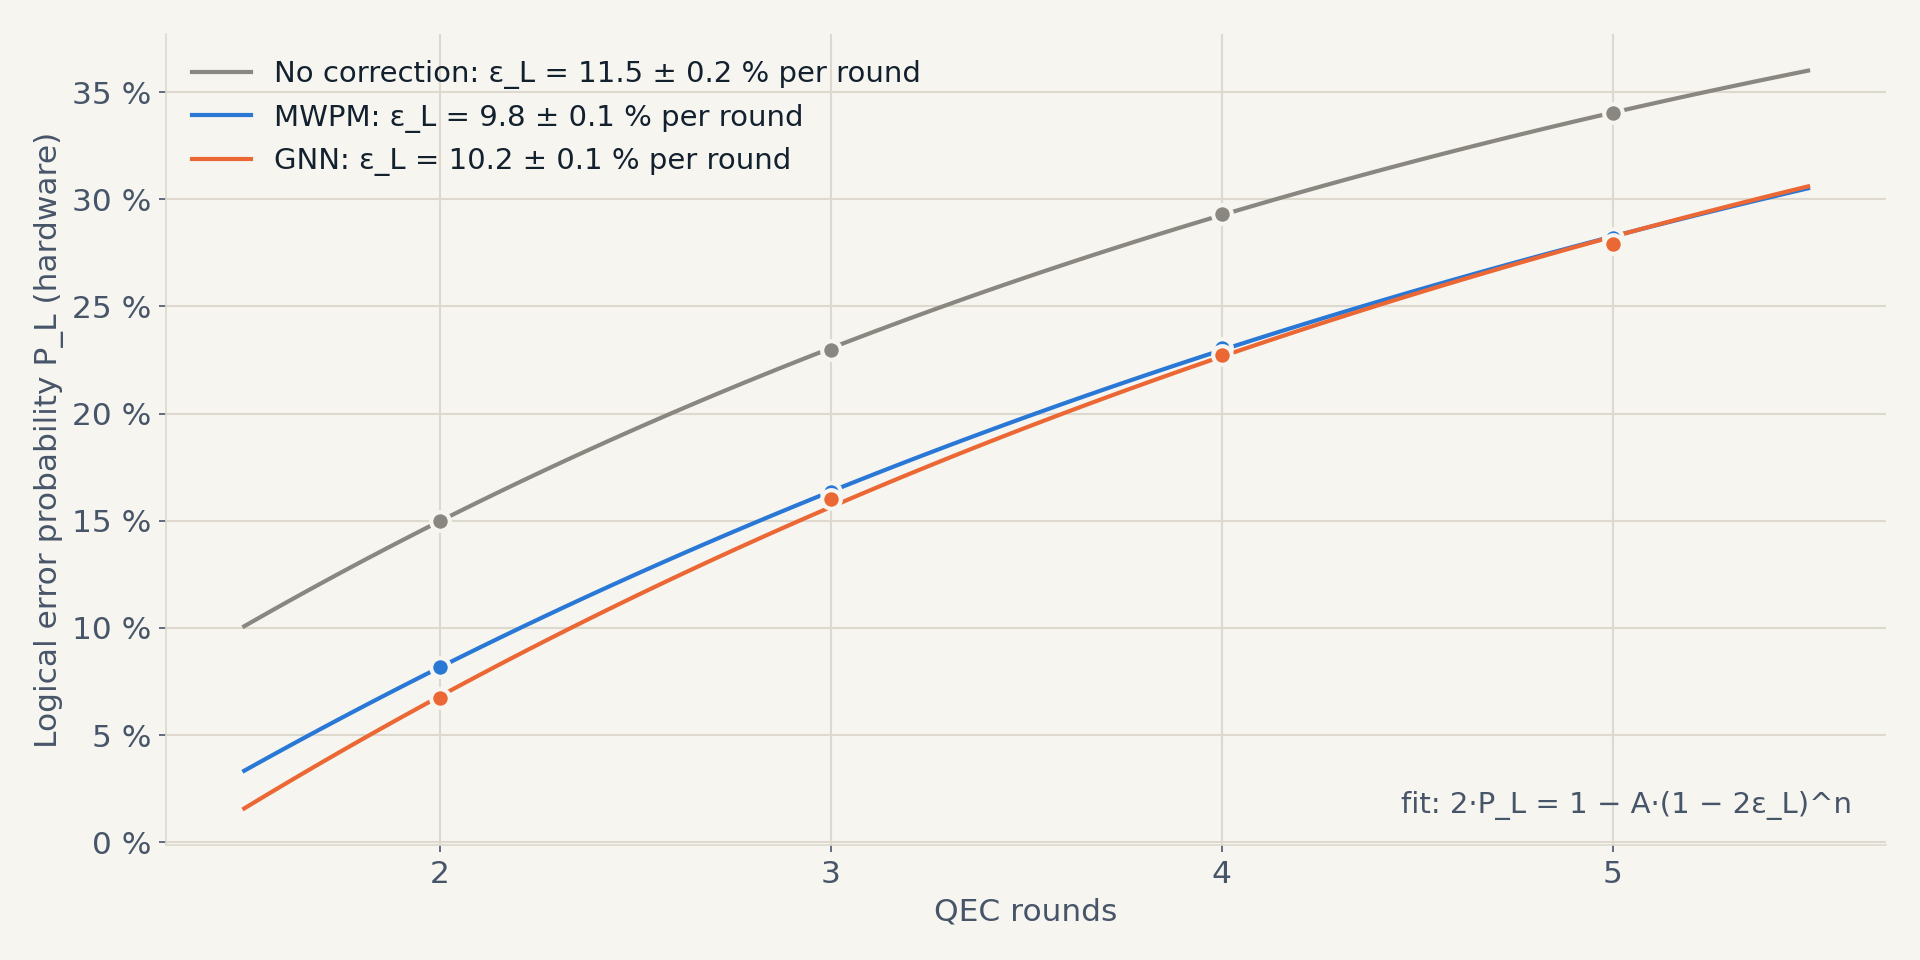 No correction: ε_L = 11.5 ± 0.2 % per round
MWPM: ε_L = 9.8 ± 0.1 % per round
GNN: ε_L = 10.2 ± 0.1 % per round
Logical error probability P_L (hardware)
35 %
30 %
25 %
20 %
15 %
10 %
5 %
0 %
fit: 2·P_L = 1 − A·(1 − 2ε_L)^n
2 3 4 5
QEC rounds